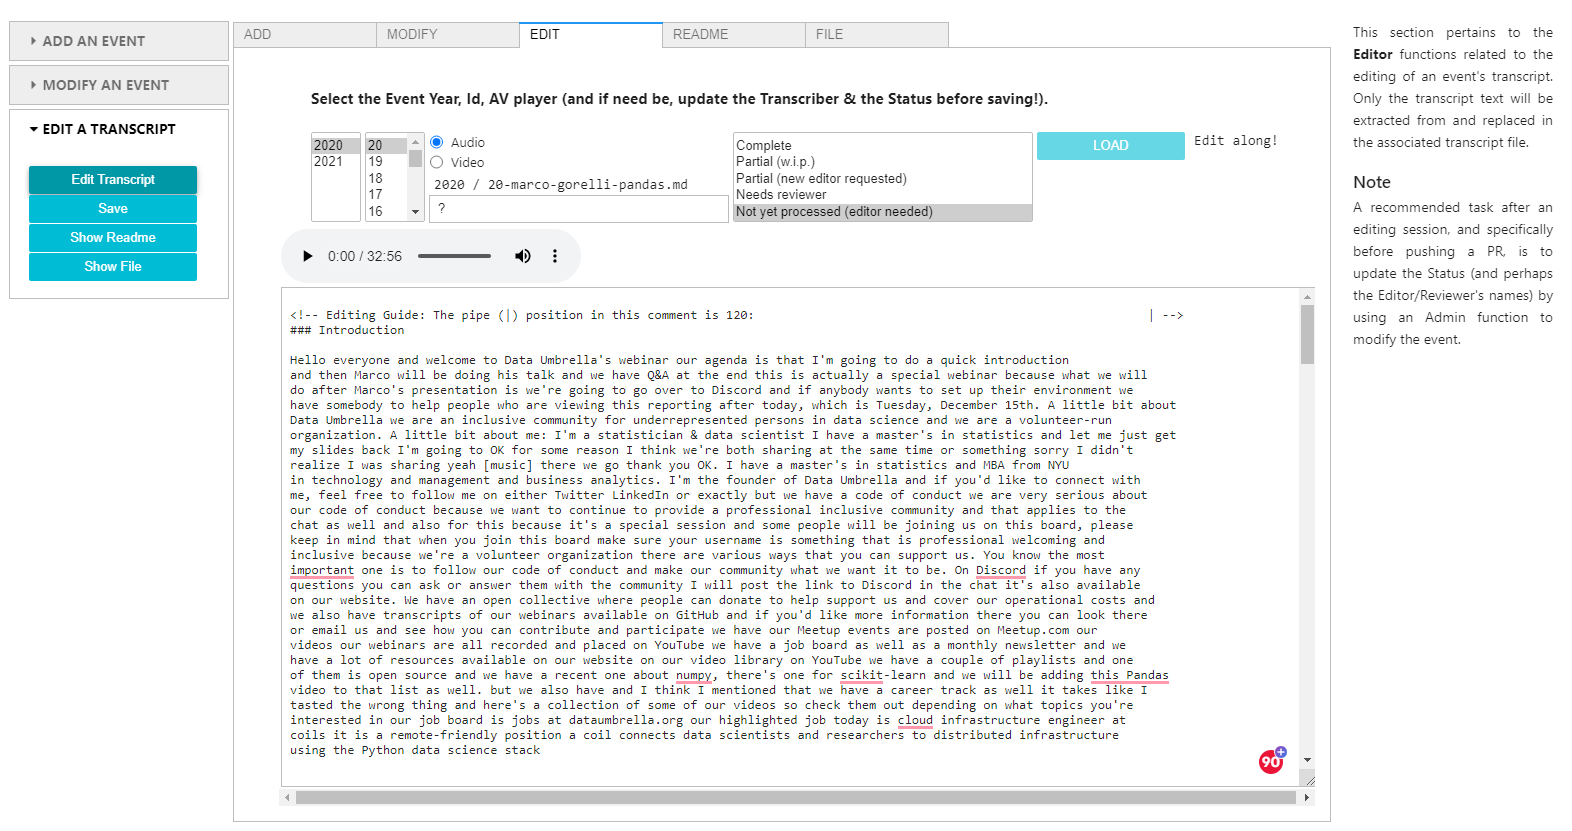 ADD AN EVENT
MODIFY AN EVENT
EDIT A TRANSCRIPT
Edit Transcript
Save
Show Readme
Show File
ADD
MODIFY
EDIT
README
FILE
Select the Event Year, Id, AV player (and if need be, update the Transcriber & the Status before saving!).
2020
2021
20
19
18
17
16
Audio
Video
2020 / 20-marco-gorelli-pandas.md
?
Complete
Partial (w.i.p.)
Partial (new editor requested)
Needs reviewer
Not yet processed (editor needed)
LOAD
Edit along!
0:00 / 32:56
<!-- Editing Guide: The pipe (|) position in this comment is 120: | -->
### Introduction
Hello everyone and welcome to Data Umbrella's webinar our agenda is that I'm going to do a quick introduction
and then Marco will be doing his talk and we have Q&A at the end this is actually a special webinar because what we will
do after Marco's presentation is we're going to go over to Discord and if anybody wants to set up their environment we
have somebody to help people who are viewing this reporting after today, which is Tuesday, December 15th. A little bit about
Data Umbrella we are an inclusive community for underrepresented persons in data science and we are a volunteer-run
organization. A little bit about me: I'm a statistician & data scientist I have a master's in statistics and let me just get
my slides back I'm going to OK for some reason I think we're both sharing at the same time or something sorry I didn't
realize I was sharing yeah [music] there we go thank you OK. I have a master's in statistics and MBA from NYU
in technology and management and business analytics. I'm the founder of Data Umbrella and if you'd like to connect with
me, feel free to follow me on either Twitter LinkedIn or exactly but we have a code of conduct we are very serious about
our code of conduct because we want to continue to provide a professional inclusive community and that applies to the
chat as well and also for this because it's a special session and some people will be joining us on this board, please
keep in mind that when you join this board make sure your username is something that is professional welcoming and
inclusive because we're a volunteer organization there are various ways that you can support us. You know the most
important one is to follow our code of conduct and make our community what we want it to be. On Discord if you have any
questions you can ask or answer them with the community I will post the link to Discord in the chat it's also available
on our website. We have an open collective where people can donate to help support us and cover our operational costs and
we also have transcripts of our webinars available on GitHub and if you'd like more information there you can look there
or email us and see how you can contribute and participate we have our Meetup events are posted on Meetup.com our
videos our webinars are all recorded and placed on YouTube we have a job board as well as a monthly newsletter and we
have a lot of resources available on our website on our video library on YouTube we have a couple of playlists and one
of them is open source and we have a recent one about numpy, there's one for scikit-learn and we will be adding this Pandas
video to that list as well. but we also have and I think I mentioned that we have a career track as well it takes like I
tasted the wrong thing and here's a collection of some of our videos so check them out depending on what topics you're
interested in our job board is jobs at dataumbrella.org our highlighted job today is cloud infrastructure engineer at
coils it is a remote-friendly position a coil connects data scientists and researchers to distributed infrastructure
using the Python data science stack
90
This section pertains to the
Editor functions related to the
editing of an event's transcript.
Only the transcript text will be
extracted from and replaced in
the associated transcript file.
Note
A recommended task after an
editing session, and specifically
before pushing a PR, is to
update the Status (and perhaps
the Editor/Reviewer's names) by
using an Admin function to
modify the event.